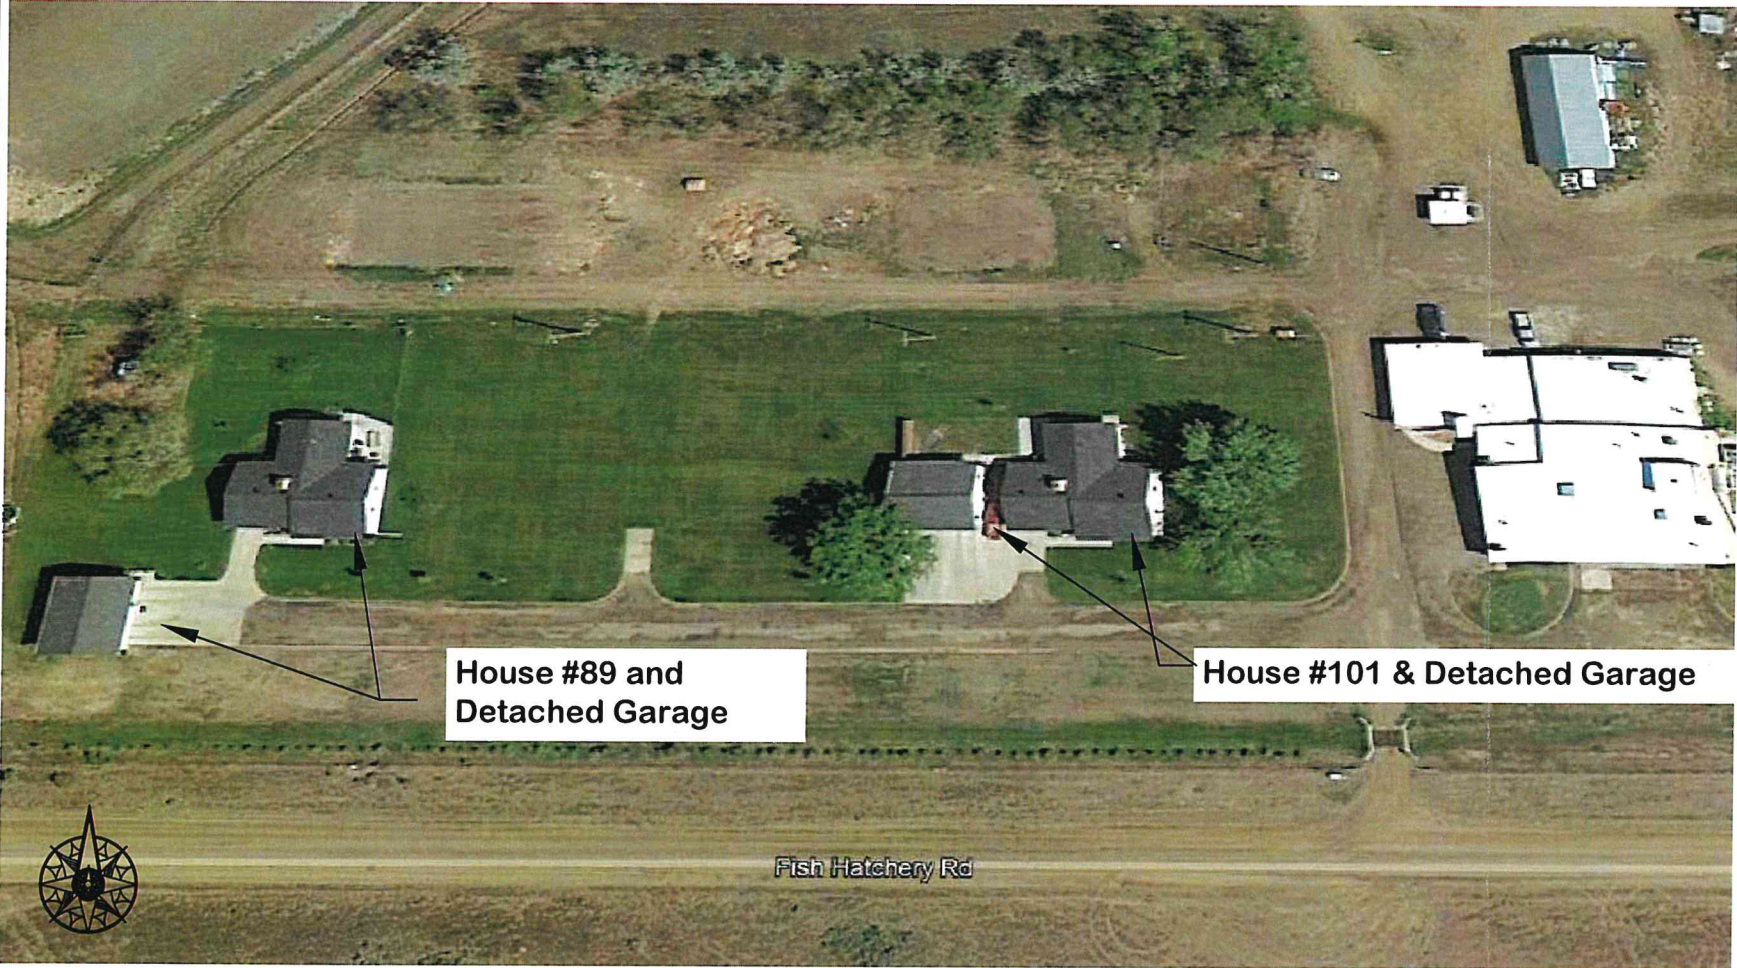 House #89 and
Detached Garage
House #101 & Detached Garage
Fish Hatchery Rd